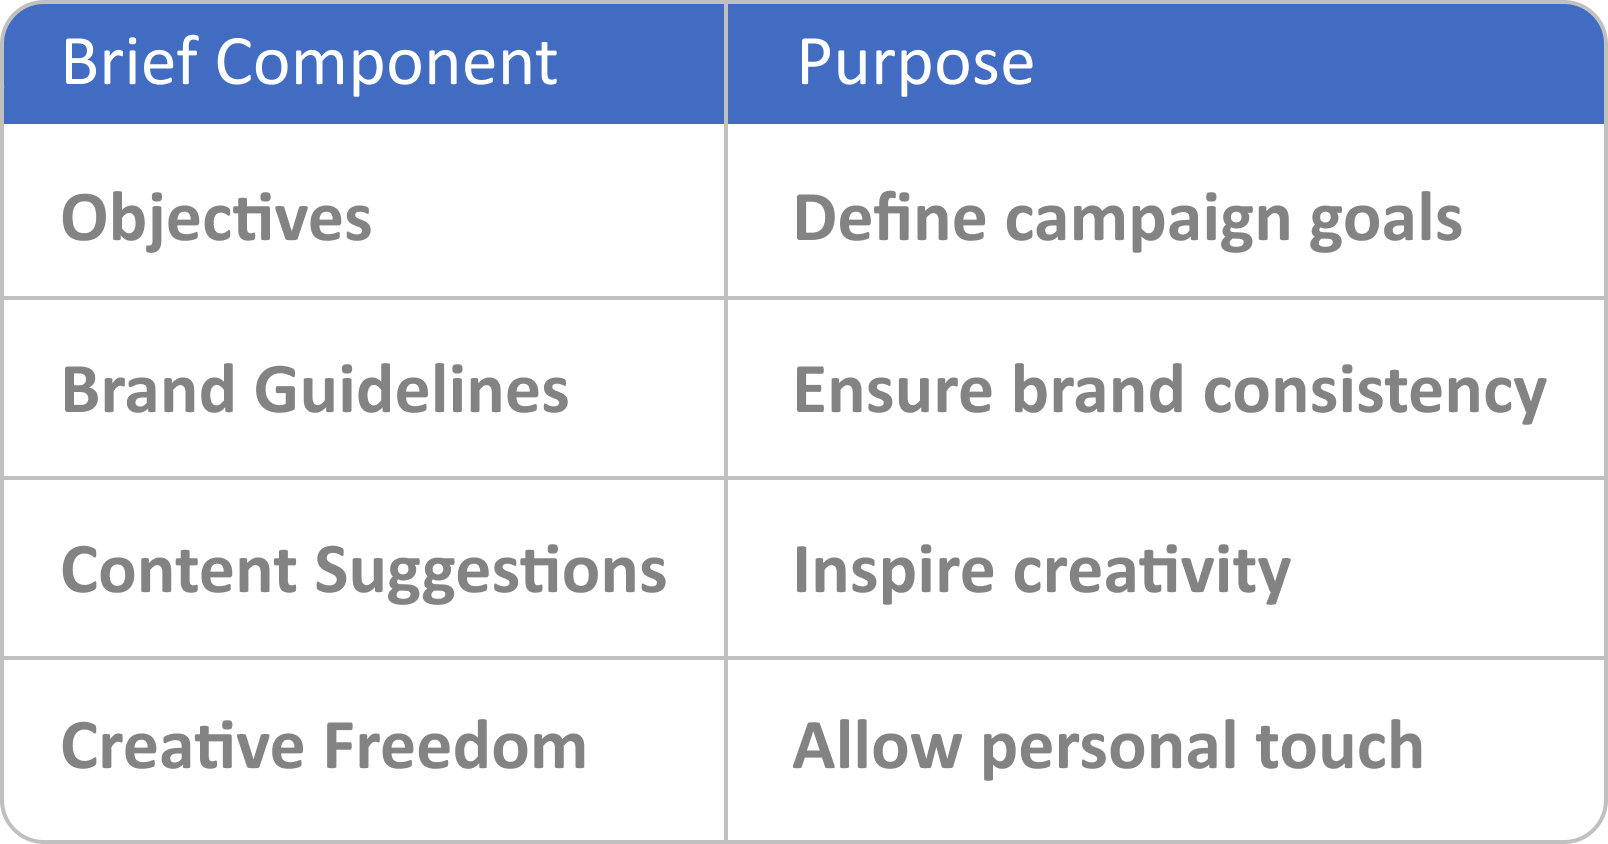 Brief Component
Purpose
Objectives
Define campaign goals
Brand Guidelines
Ensure brand consistency
Content Suggestions
Inspire creativity
Creative Freedom
Allow personal touch